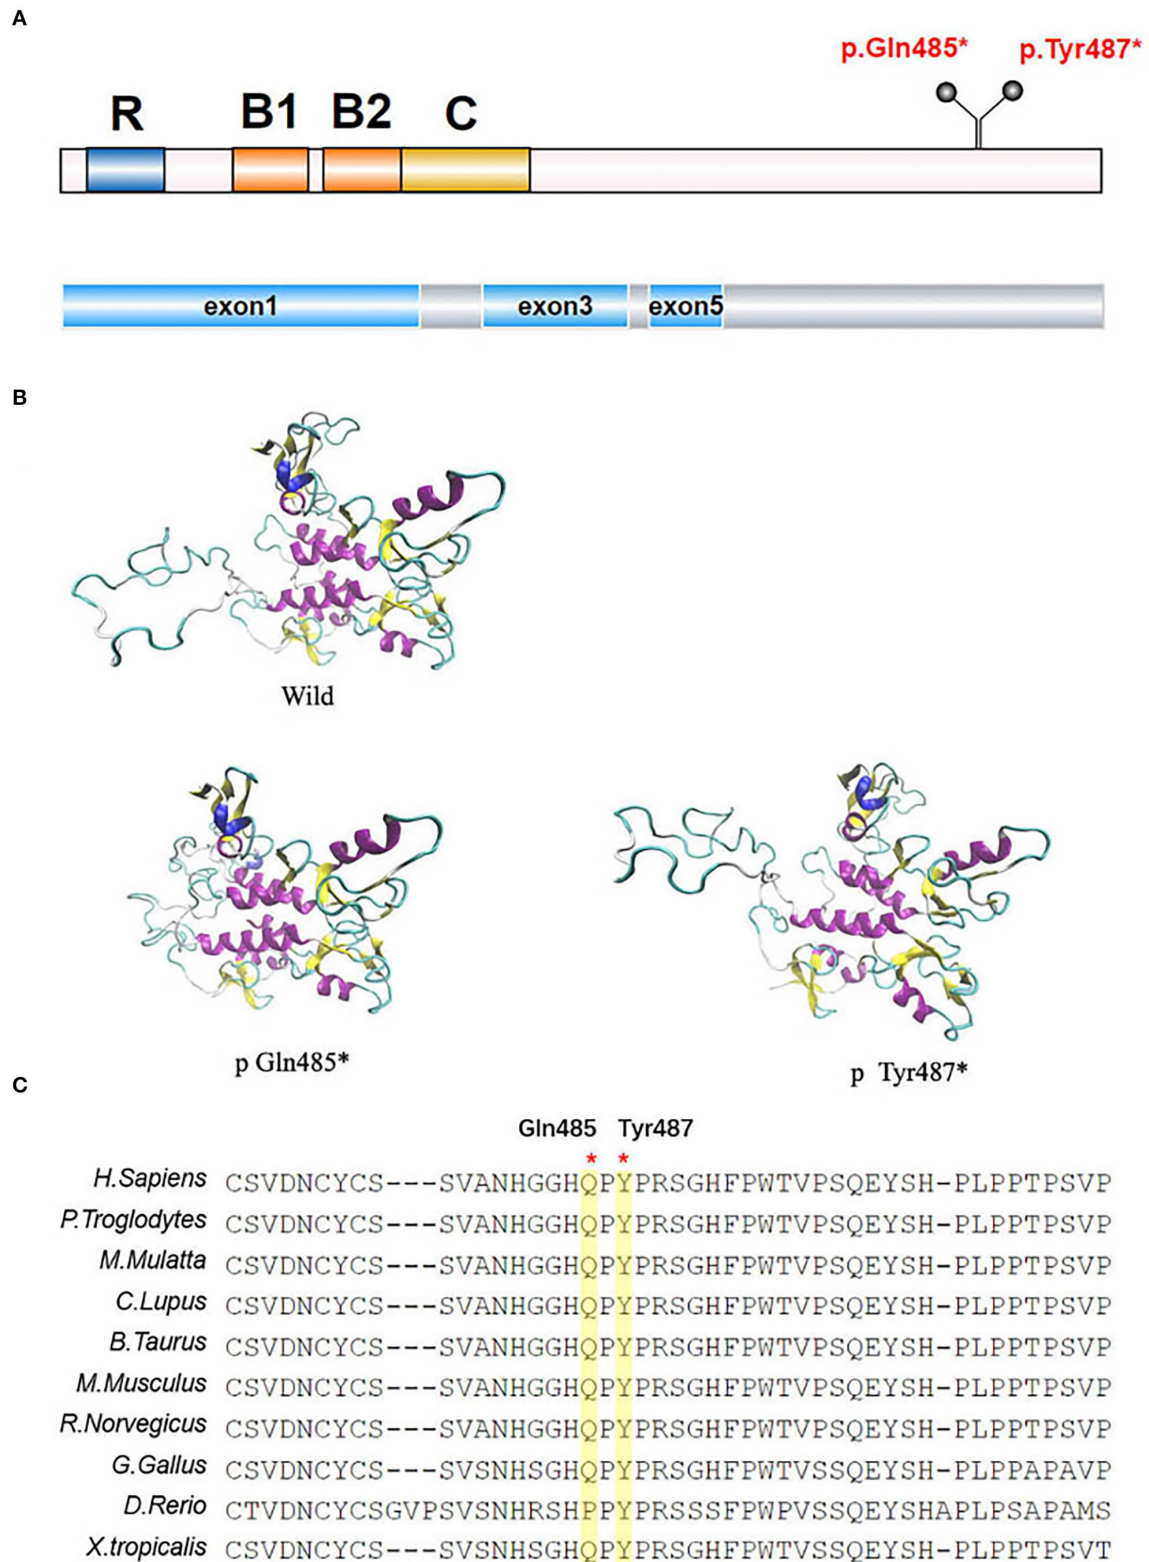 A
p.Gln485* p.Tyr487*
R B1 B2 C
exon1 exon3 exon5
B
Wild
p Gln485*
p Tyr487*
C
Gln485 Tyr487
* *
H.Sapiens CSVDNCYCS---SVANHGGHQPYPRSGHFPWTVPSQEYSH-PLPPTPSVP
P.Troglodytes CSVDNCYCS---SVANHGGHQPYPRSGHFPWTVPSQEYSH-PLPPTPSVP
M.Mulatta CSVDNCYCS---SVANHGGHQPYPRSGHFPWTVPSQEYSH-PLPPTPSVP
C.Lupus CSVDNCYCS---SVANHGGHQPYPRSGHFPWTVPSQEYSH-PLPPTPSVP
B.Taurus CSVDNCYCS---SVANHGGHQPYPRSGHFPWTVPSQEYSH-PLPPTPSVP
M.Musculus CSVDNCYCS---SVANHGGHQPYPRSGHFPWTVPSQEYSH-PLPPTPSVP
R.Norvegicus CSVDNCYCS---SVANHGGHQPYPRSGHFPWTVPSQEYSH-PLPPTPSVP
G.Gallus CSVDNCYCS---SVSNHSGHQPYPRSGHFPWTVSSQEYSH-PLPPAPAVP
D.Rerio CTVDNCYCSGVPSVSNHRSHPPYPRSSSFPWPVSSQEYSHAPLPSAPAMS
X.tropicalis CSVDNCYCS---SVSNHSGHQPYPRSGHFPWTVPSQEYSH-PLPPTPSVT